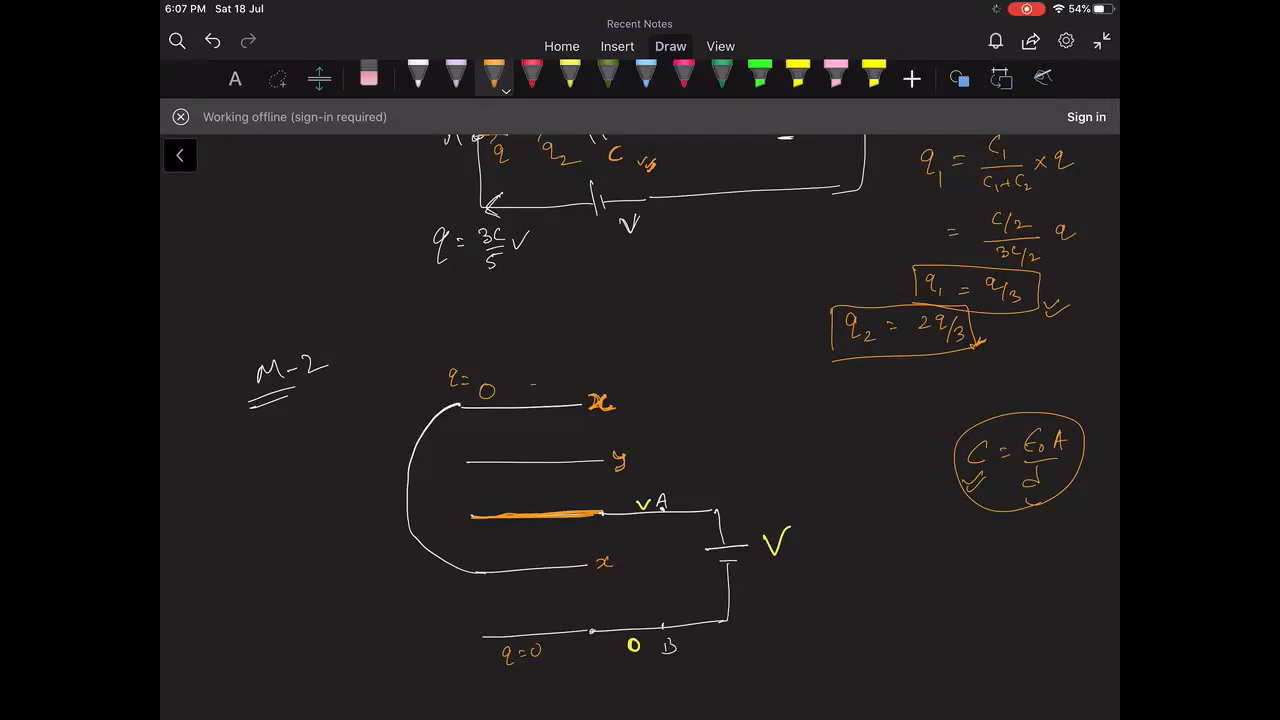 6:07 PM Sat 18 Jul
54%
Recent Notes
Home Insert Draw View
A
Working offline (sign-in required)
Sign in
q q₂ C
V
q = 3C/5 V
q₁ = C₁/(C₁+C₂) × q
= (C/2)/(3C/2) q
q₁ = q/3
q₂ = 2q/3
M-2
q= 0
x
y
V A
V
x
q=0
0 B
C = ε₀A/d